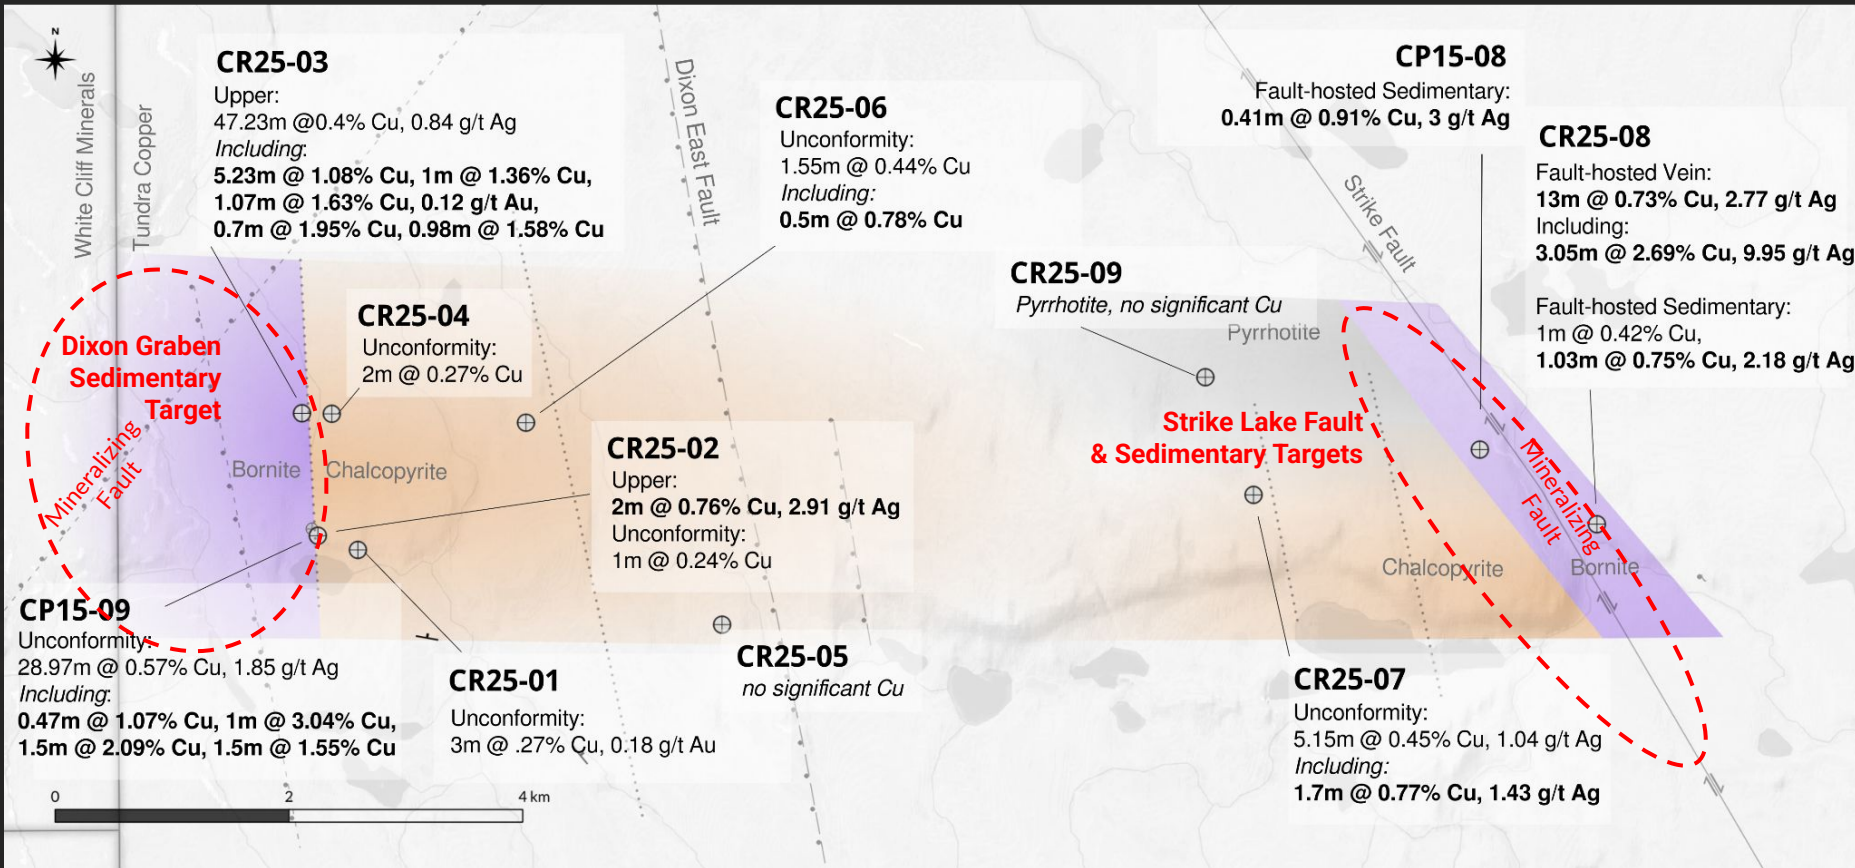 N
White Cliff Minerals
Tundra Copper
CR25-03
Upper:
47.23m @0.4% Cu, 0.84 g/t Ag
Including:
5.23m @ 1.08% Cu, 1m @ 1.36% Cu,
1.07m @ 1.63% Cu, 0.12 g/t Au,
0.7m @ 1.95% Cu, 0.98m @ 1.58% Cu
Dixon East Fault
CR25-06
Unconformity:
1.55m @ 0.44% Cu
Including:
0.5m @ 0.78% Cu
CP15-08
Fault-hosted Sedimentary:
0.41m @ 0.91% Cu, 3 g/t Ag
Strike Fault
CR25-08
Fault-hosted Vein:
13m @ 0.73% Cu, 2.77 g/t Ag
Including:
3.05m @ 2.69% Cu, 9.95 g/t Ag
Fault-hosted Sedimentary:
1m @ 0.42% Cu,
1.03m @ 0.75% Cu, 2.18 g/t Ag
CR25-09
Pyrrhotite, no significant Cu
Pyrrhotite
CR25-04
Unconformity:
2m @ 0.27% Cu
Dixon Graben
Sedimentary
Target
Mineralizing
Fault
Bornite
Chalcopyrite
CR25-02
Upper:
2m @ 0.76% Cu, 2.91 g/t Ag
Unconformity:
1m @ 0.24% Cu
Strike Lake Fault
& Sedimentary Targets
Mineralizing
Fault
Chalcopyrite
Bornite
CP15-09
Unconformity:
28.97m @ 0.57% Cu, 1.85 g/t Ag
Including:
0.47m @ 1.07% Cu, 1m @ 3.04% Cu,
1.5m @ 2.09% Cu, 1.5m @ 1.55% Cu
CR25-01
Unconformity:
3m @ .27% Cu, 0.18 g/t Au
CR25-05
no significant Cu
CR25-07
Unconformity:
5.15m @ 0.45% Cu, 1.04 g/t Ag
Including:
1.7m @ 0.77% Cu, 1.43 g/t Ag
0 2 4 km